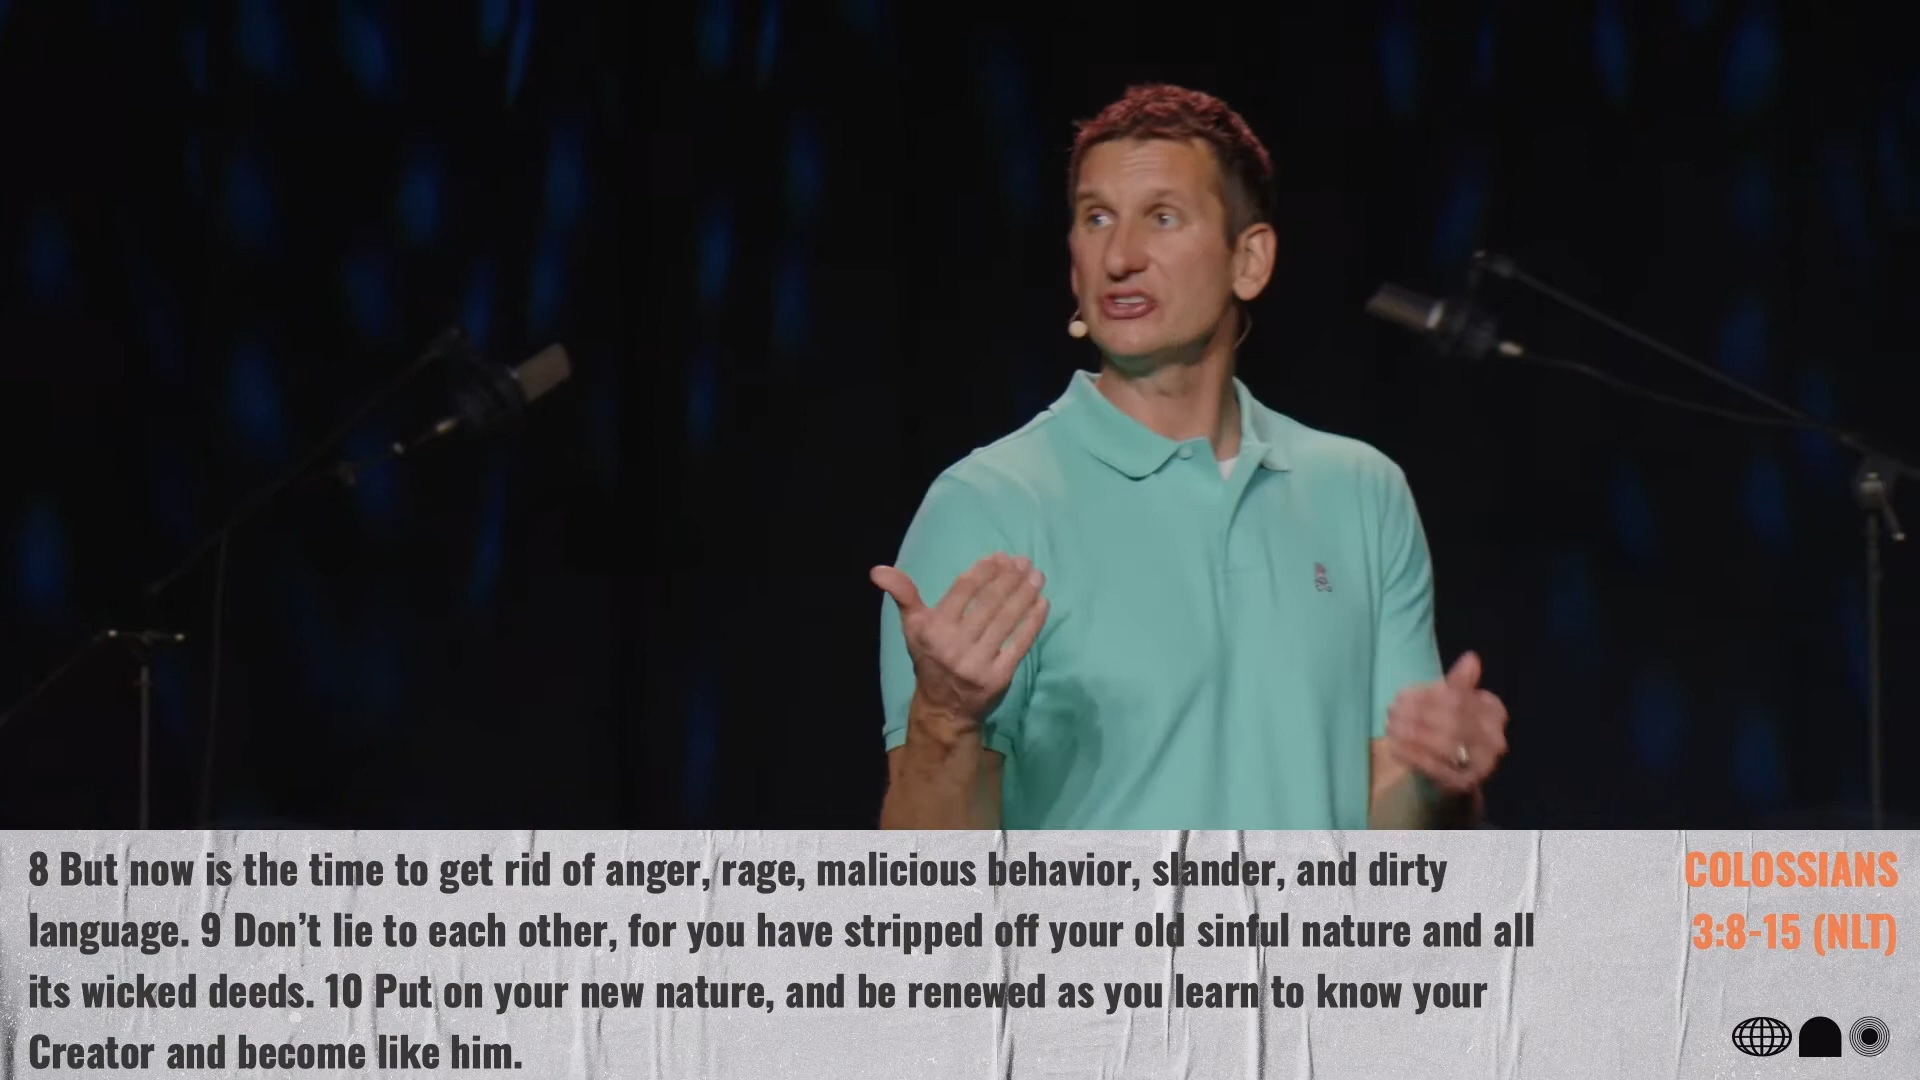 8 But now is the time to get rid of anger, rage, malicious behavior, slander, and dirty
language. 9 Don’t lie to each other, for you have stripped off your old sinful nature and all
its wicked deeds. 10 Put on your new nature, and be renewed as you learn to know your
Creator and become like him.
COLOSSIANS
3:8-15 (NLT)